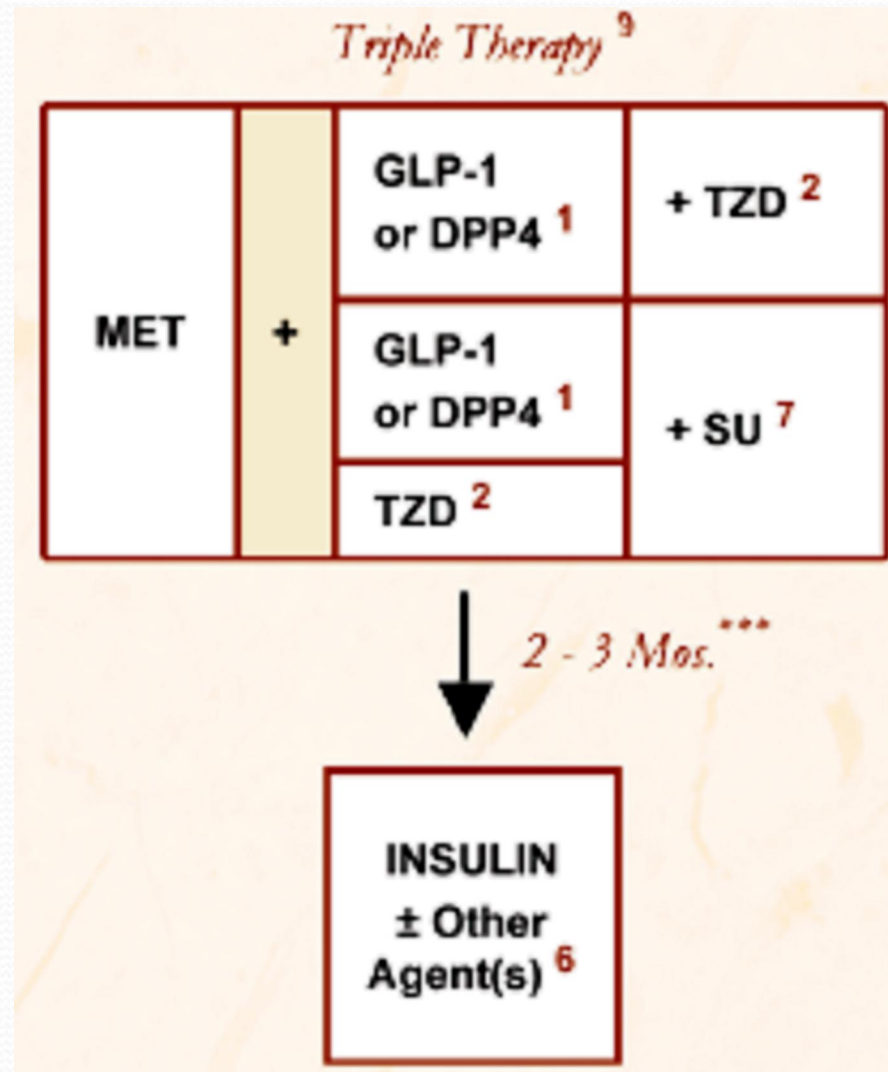 Triple Therapy 9
MET
+
GLP-1
or DPP4 1
+ TZD 2
GLP-1
or DPP4 1
+ SU 7
TZD 2
2 - 3 Mos.***
INSULIN
± Other
Agent(s) 6